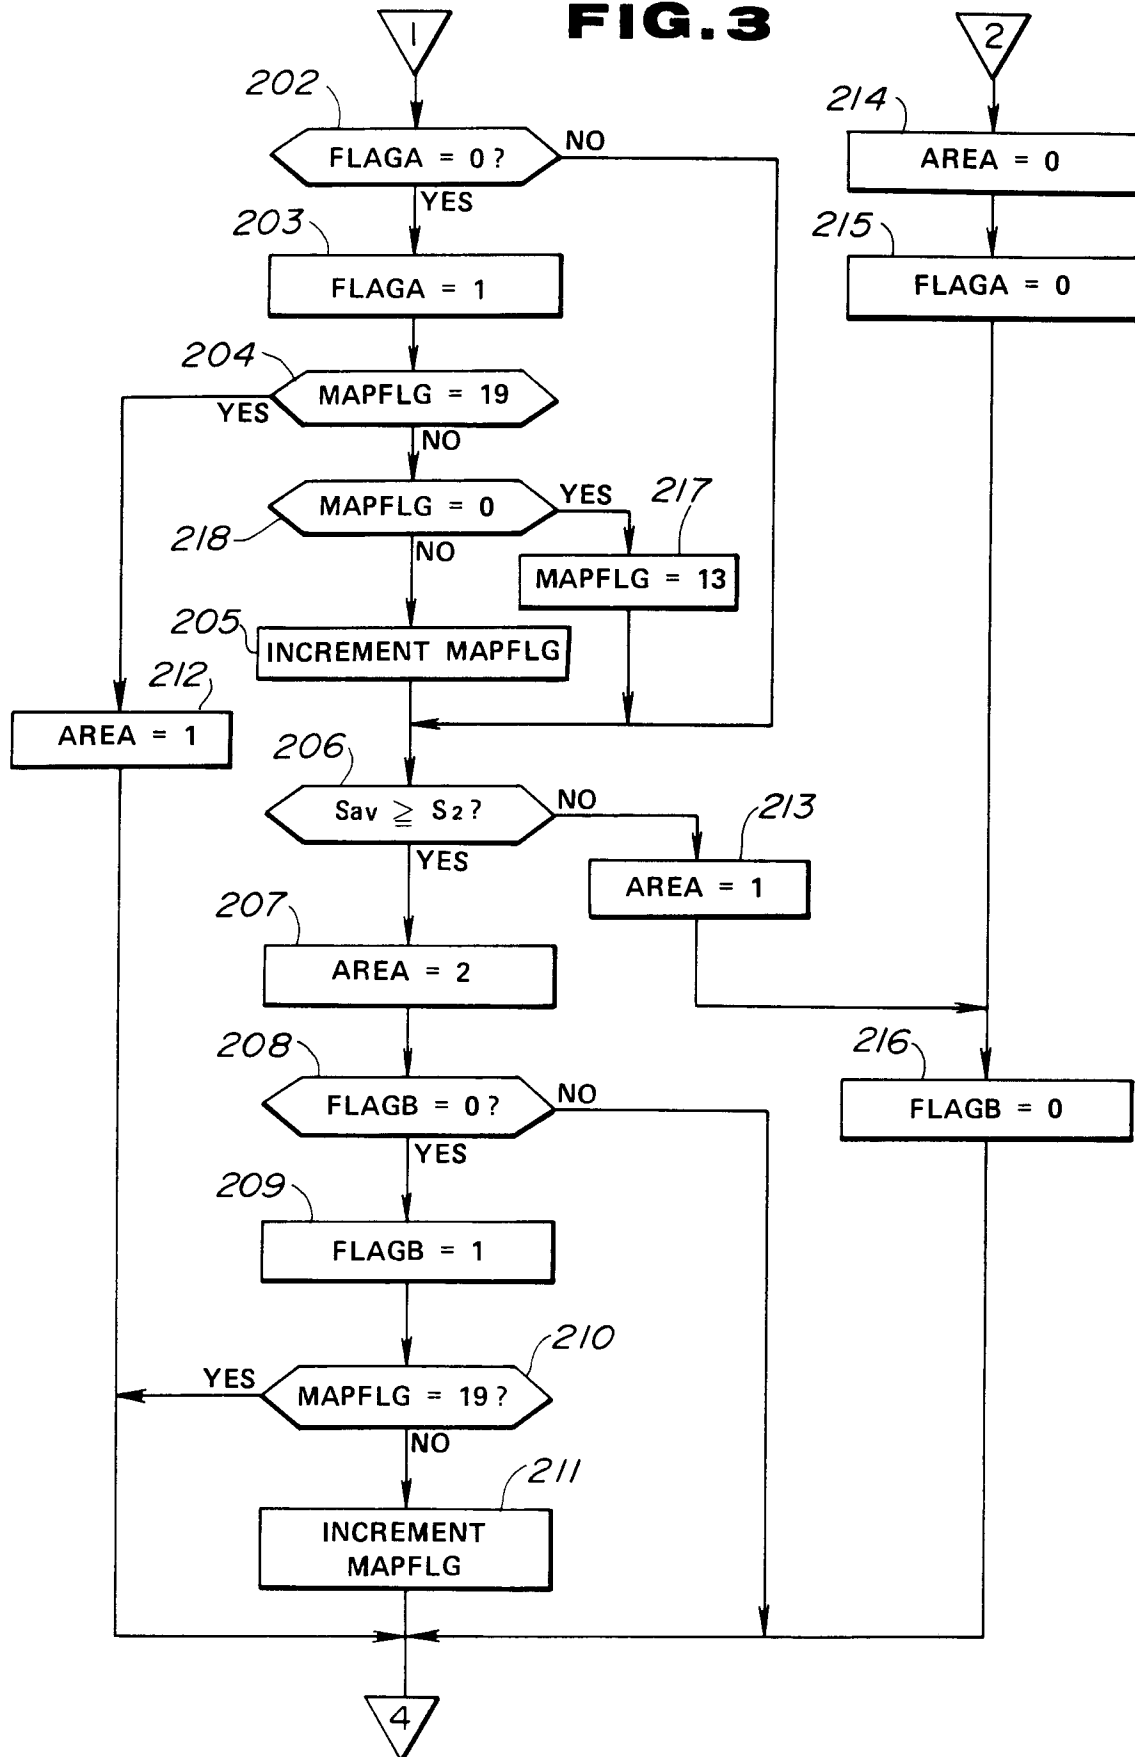 FIG.3
1
2
202
FLAGA = 0 ?
NO
YES
214
AREA = 0
203
FLAGA = 1
215
FLAGA = 0
204
MAPFLG = 19
YES
NO
218
MAPFLG = 0
YES
NO
217
MAPFLG = 13
205
INCREMENT MAPFLG
212
AREA = 1
206
Sav ≧ S2 ?
NO
YES
213
AREA = 1
207
AREA = 2
208
FLAGB = 0 ?
NO
YES
216
FLAGB = 0
209
FLAGB = 1
210
YES
MAPFLG = 19 ?
NO
211
INCREMENT
MAPFLG
4